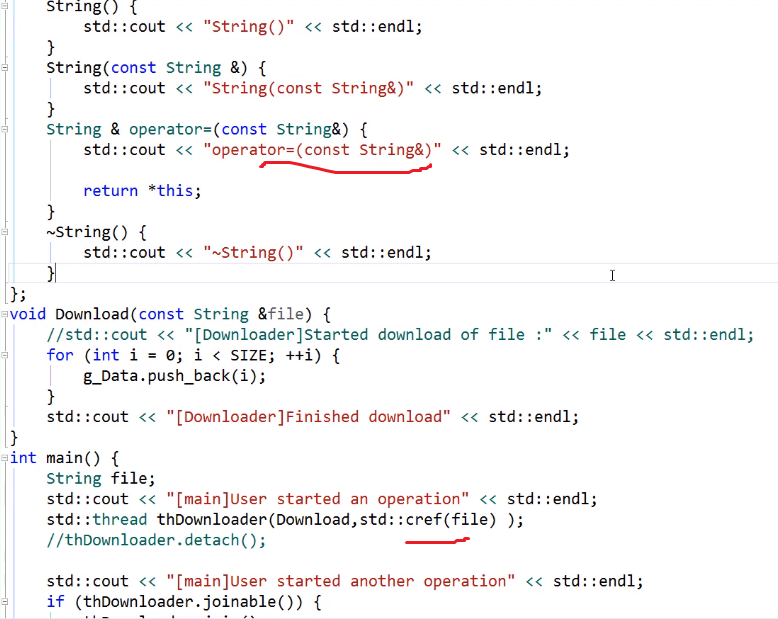 String() {
std::cout << "String()" << std::endl;
}
String(const String &) {
std::cout << "String(const String&)" << std::endl;
}
String & operator=(const String&) {
std::cout << "operator=(const String&)" << std::endl;
return *this;
}
~String() {
std::cout << "~String()" << std::endl;
}
};
void Download(const String &file) {
//std::cout << "[Downloader]Started download of file :" << file << std::endl;
for (int i = 0; i < SIZE; ++i) {
g_Data.push_back(i);
}
std::cout << "[Downloader]Finished download" << std::endl;
}
int main() {
String file;
std::cout << "[main]User started an operation" << std::endl;
std::thread thDownloader(Download,std::cref(file) );
//thDownloader.detach();
std::cout << "[main]User started another operation" << std::endl;
if (thDownloader.joinable()) {